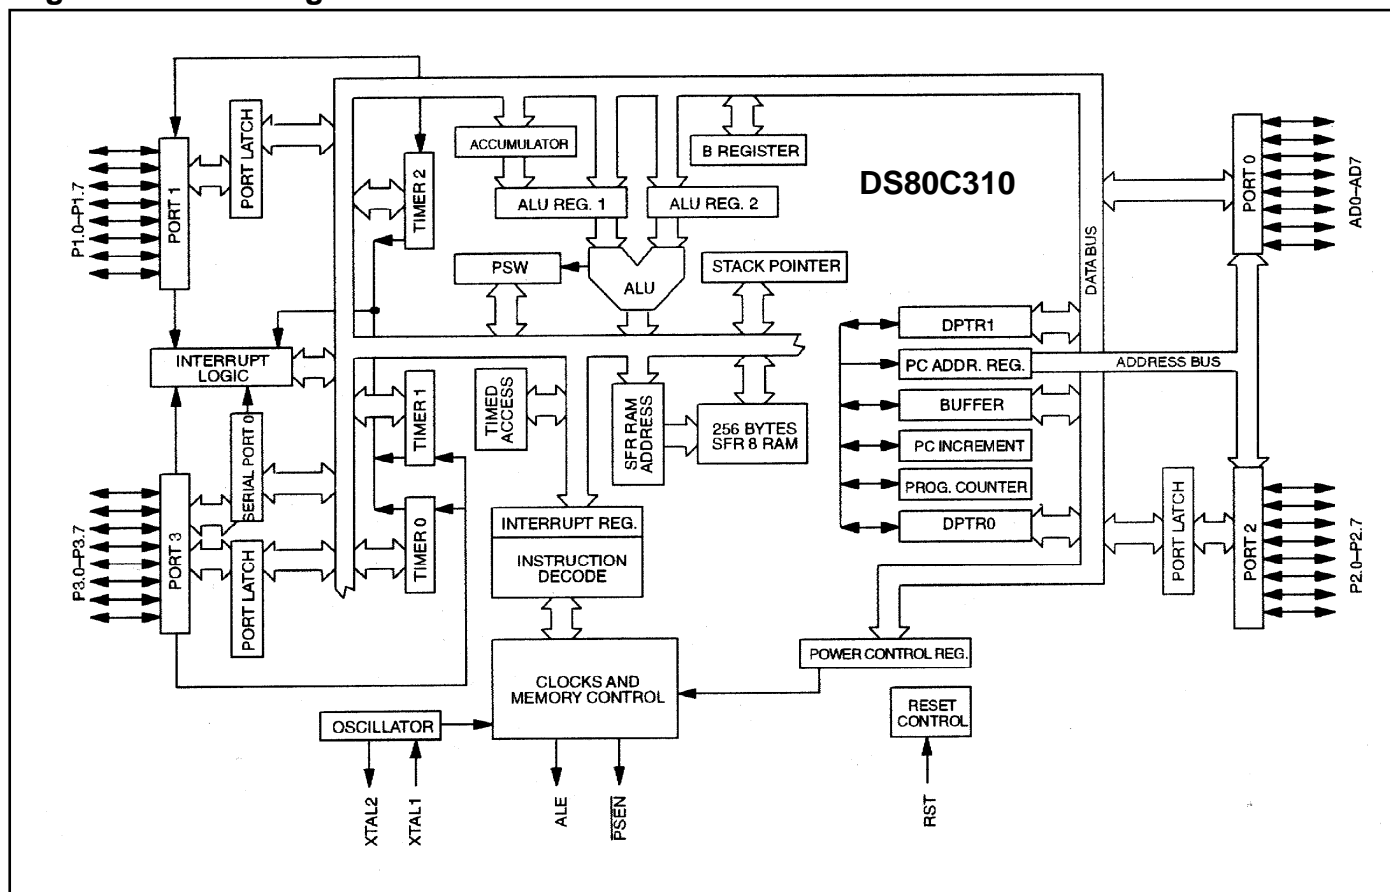 PORT LATCH
ACCUMULATOR
B REGISTER
PORT 0
P1.0–P1.7
PORT 1
TIMER 2
DS80C310
AD0–AD7
ALU REG. 1
ALU REG. 2
DATA BUS
PSW
ALU
STACK POINTER
DPTR1
INTERRUPT
LOGIC
PC ADDR. REG.
ADDRESS BUS
TIMER 1
TIMED
ACCESS
SFR RAM
ADDRESS
256 BYTES
SFR 8 RAM
BUFFER
PC INCREMENT
SERIAL PORT 0
PROG. COUNTER
P3.0–P3.7
PORT 3
PORT LATCH
TIMER 0
INTERRUPT REG.
INSTRUCTION
DECODE
DPTR0
PORT LATCH
PORT 2
P2.0–P2.7
POWER CONTROL REG.
CLOCKS AND
MEMORY CONTROL
RESET
CONTROL
OSCILLATOR
XTAL2
XTAL1
ALE
PSEN
RST